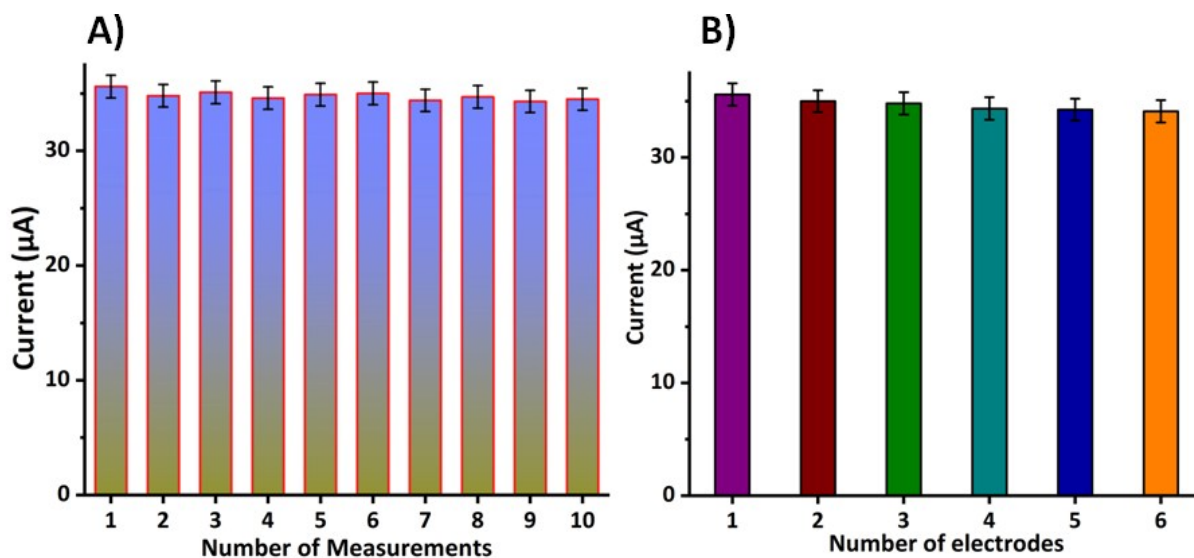 A)
Current (µA)
30
20
10
0
1 2 3 4 5 6 7 8 9 10
Number of Measurements
B)
Current (µA)
30
20
10
0
1 2 3 4 5 6
Number of electrodes